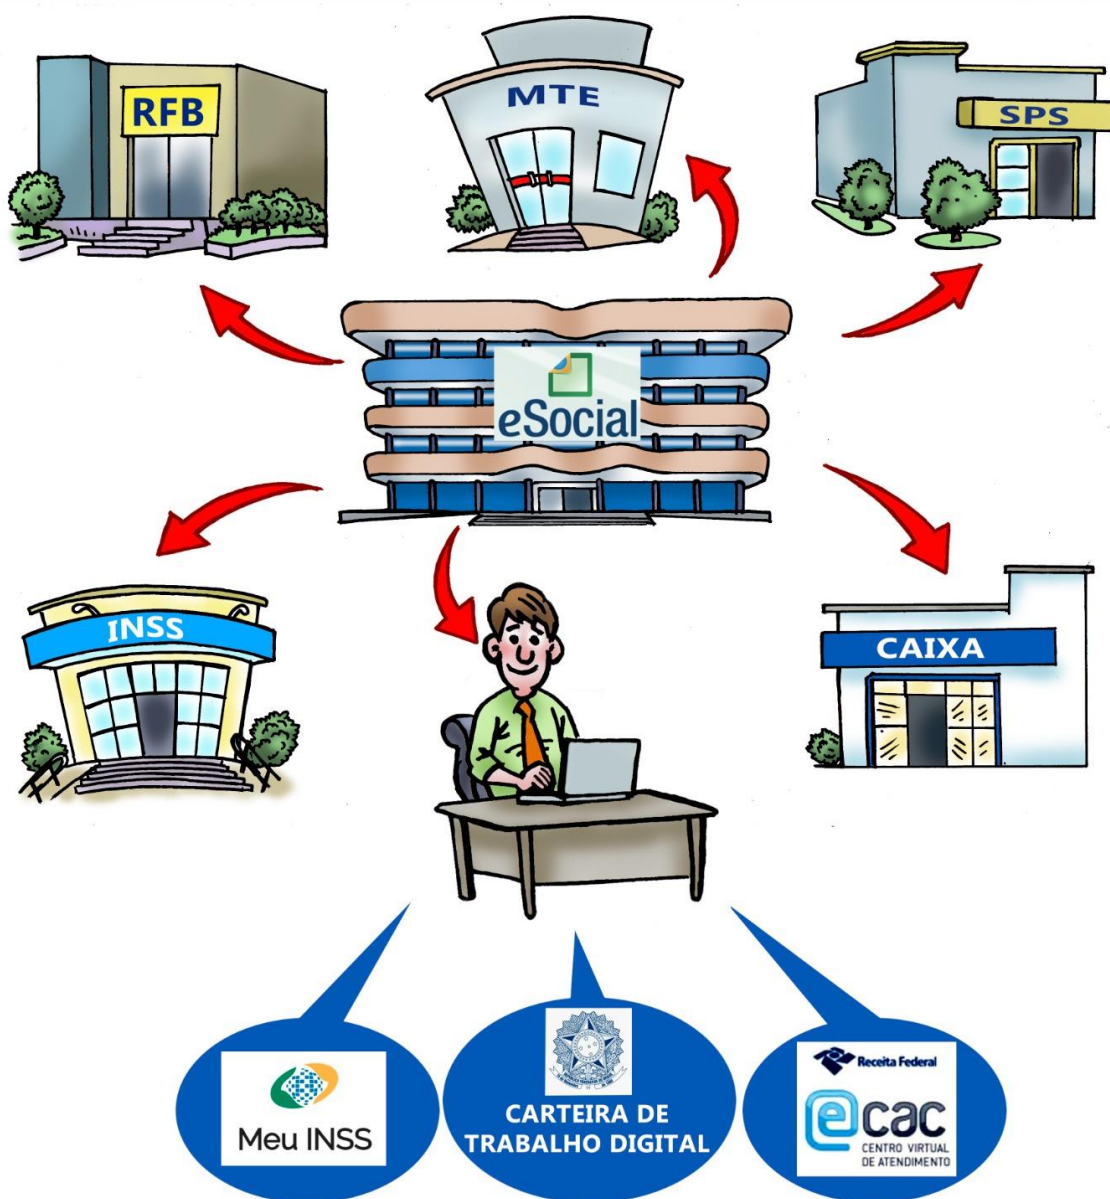 RFB
MTE
SPS
eSocial
INSS
CAIXA
Meu INSS
CARTEIRA DE
TRABALHO DIGITAL
Receita Federal
ecac
CENTRO VIRTUAL
DE ATENDIMENTO